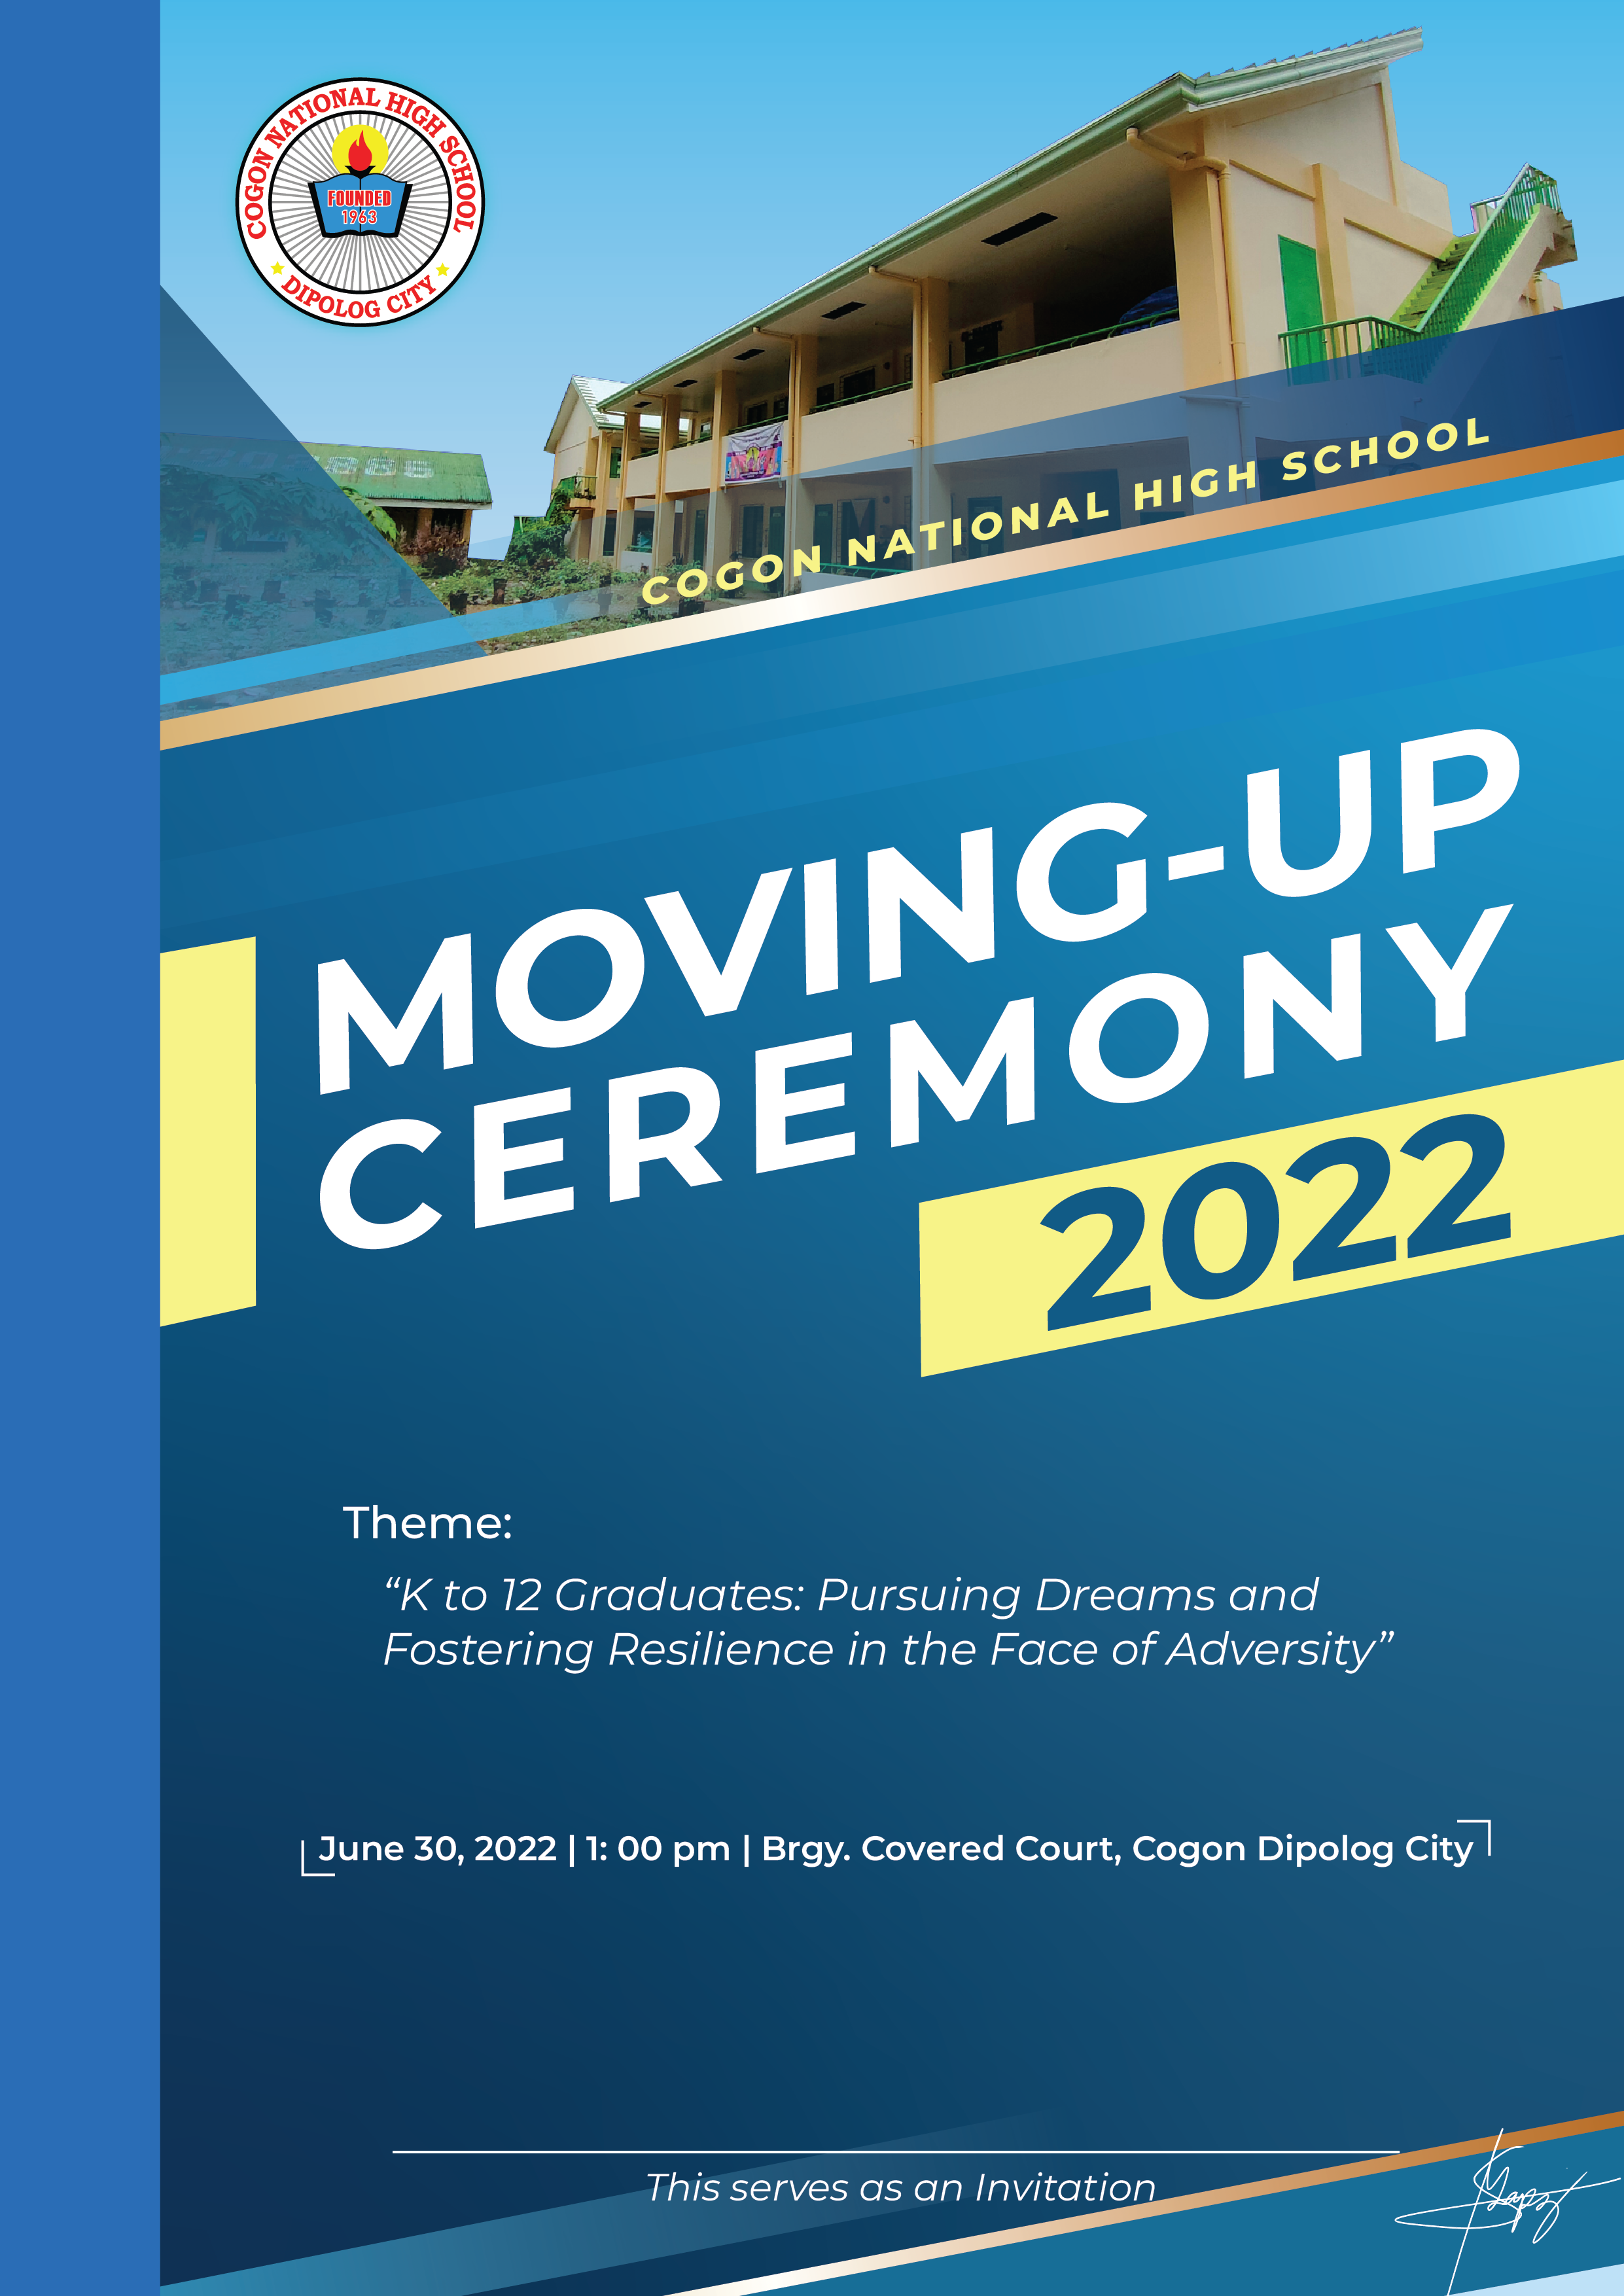 COGON NATIONAL HIGH SCHOOL
FOUNDED
1963
DIPOLOG CITY
COGON NATIONAL HIGH SCHOOL
MOVING-UP
CEREMONY
2022
Theme:
“K to 12 Graduates: Pursuing Dreams and
Fostering Resilience in the Face of Adversity”
June 30, 2022 | 1: 00 pm | Brgy. Covered Court, Cogon Dipolog City
This serves as an Invitation